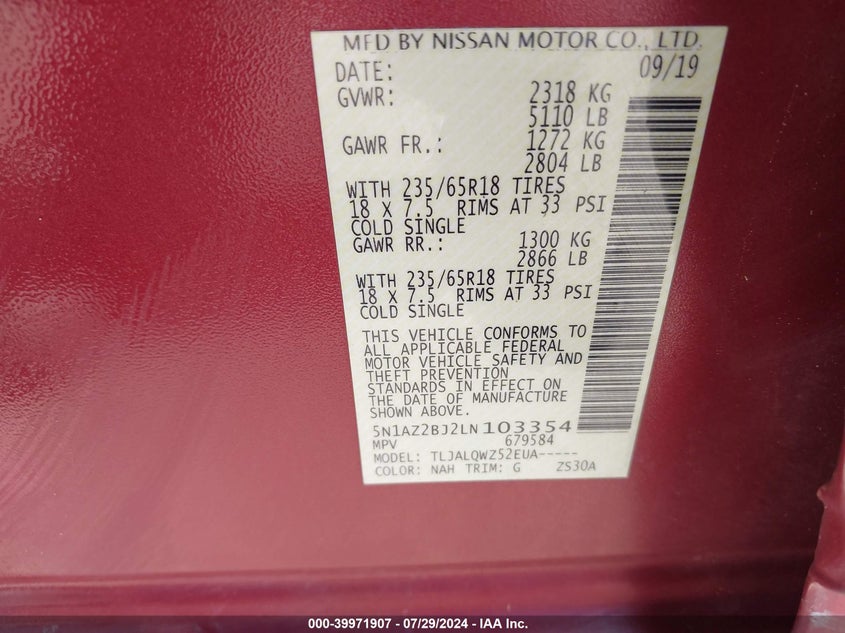 MFD BY NISSAN MOTOR CO., LTD.
DATE: 09/19
GVWR: 2318 KG
5110 LB
GAWR FR.: 1272 KG
2804 LB
WITH 235/65R18 TIRES
18 X 7.5 RIMS AT 33 PSI
COLD SINGLE
GAWR RR.: 1300 KG
2866 LB
WITH 235/65R18 TIRES
18 X 7.5 RIMS AT 33 PSI
COLD SINGLE
THIS VEHICLE CONFORMS TO
ALL APPLICABLE FEDERAL
MOTOR VEHICLE SAFETY AND
THEFT PREVENTION
STANDARDS IN EFFECT ON
THE DATE OF MANUFACTURE
SHOWN ABOVE.
5N1AZ2BJ2LN103354
MPV 679584
MODEL: TLJALQWZ52EUA-----
COLOR: NAH TRIM: G ZS30A
000-39971907 / 07/29/2024 - IAA Inc.